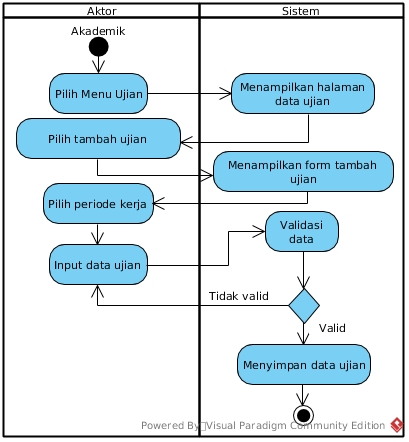 Aktor
Sistem
Akademik
Pilih Menu Ujian
Menampilkan halaman
data ujian
Pilih tambah ujian
Menampilkan form tambah
ujian
Pilih periode kerja
Validasi
data
Input data ujian
Tidak valid
Valid
Menyimpan data ujian
Powered By Visual Paradigm Community Edition